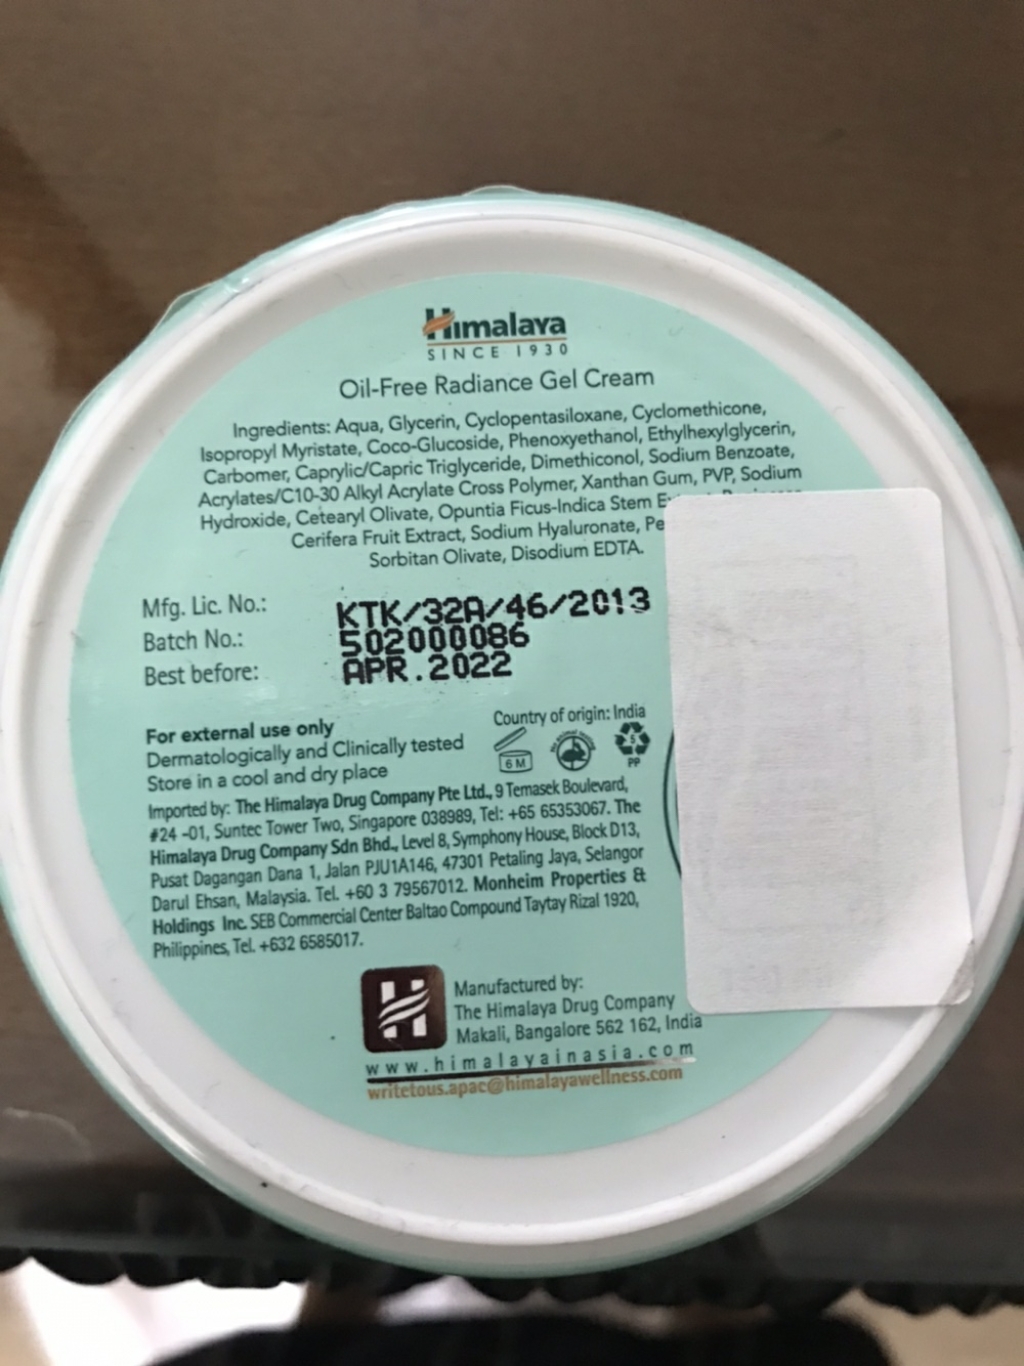 Himalaya
SINCE 1930
Oil-Free Radiance Gel Cream
Ingredients: Aqua, Glycerin, Cyclopentasiloxane, Cyclomethicone,
Isopropyl Myristate, Coco-Glucoside, Phenoxyethanol, Ethylhexylglycerin,
Carbomer, Caprylic/Capric Triglyceride, Dimethiconol, Sodium Benzoate,
Acrylates/C10-30 Alkyl Acrylate Cross Polymer, Xanthan Gum, PVP, Sodium
Hydroxide, Cetearyl Olivate, Opuntia Ficus-Indica Stem
Cerifera Fruit Extract, Sodium Hyaluronate,
Sorbitan Olivate, Disodium EDTA.
Mfg. Lic. No.: KTK/32A/46/2013
Batch No.: 502000086
Best before: APR.2022
For external use only
Dermatologically and Clinically tested
Store in a cool and dry place
Country of origin: India
6 M
5
PP
Imported by: The Himalaya Drug Company Pte Ltd., 9 Temasek Boulevard,
#24 -01, Suntec Tower Two, Singapore 038989, Tel: +65 65353067. The
Himalaya Drug Company Sdn Bhd., Level 8, Symphony House, Block D13,
Pusat Dagangan Dana 1, Jalan PJU1A146, 47301 Petaling Jaya, Selangor
Darul Ehsan, Malaysia. Tel. +60 3 79567012. Monheim Properties &
Holdings Inc. SEB Commercial Center Baltao Compound Taytay Rizal 1920,
Philippines, Tel. +632 6585017.
Manufactured by:
The Himalaya Drug Company
Makali, Bangalore 562 162, India
www.himalayainasia.com
writetous.apac@himalayawellness.com